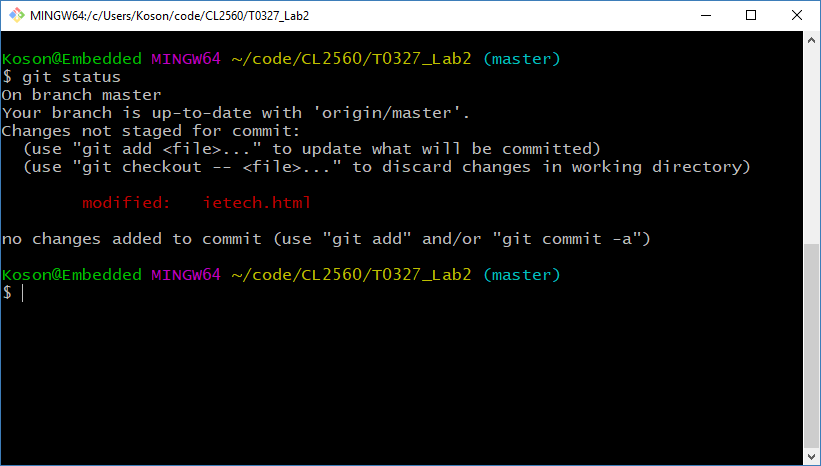 MINGW64:/c/Users/Koson/code/CL2560/T0327_Lab2
Koson@Embedded MINGW64 ~/code/CL2560/T0327_Lab2 (master)
$ git status
On branch master
Your branch is up-to-date with 'origin/master'.
Changes not staged for commit:
  (use "git add <file>..." to update what will be committed)
  (use "git checkout -- <file>..." to discard changes in working directory)
        modified:   ietech.html
no changes added to commit (use "git add" and/or "git commit -a")
Koson@Embedded MINGW64 ~/code/CL2560/T0327_Lab2 (master)
$